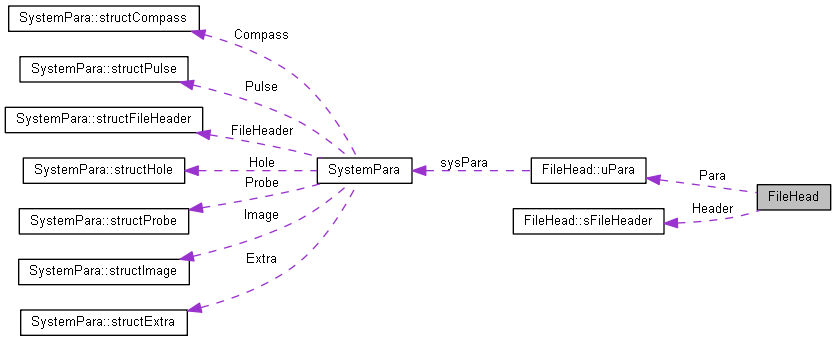 SystemPara::structCompass
Compass
SystemPara::structPulse
Pulse
SystemPara::structFileHeader
FileHeader
SystemPara::structHole
Hole
SystemPara
sysPara
FileHead::uPara
Para
FileHead
Probe
SystemPara::structProbe
Image
FileHead::sFileHeader
Header
SystemPara::structImage
Extra
SystemPara::structExtra